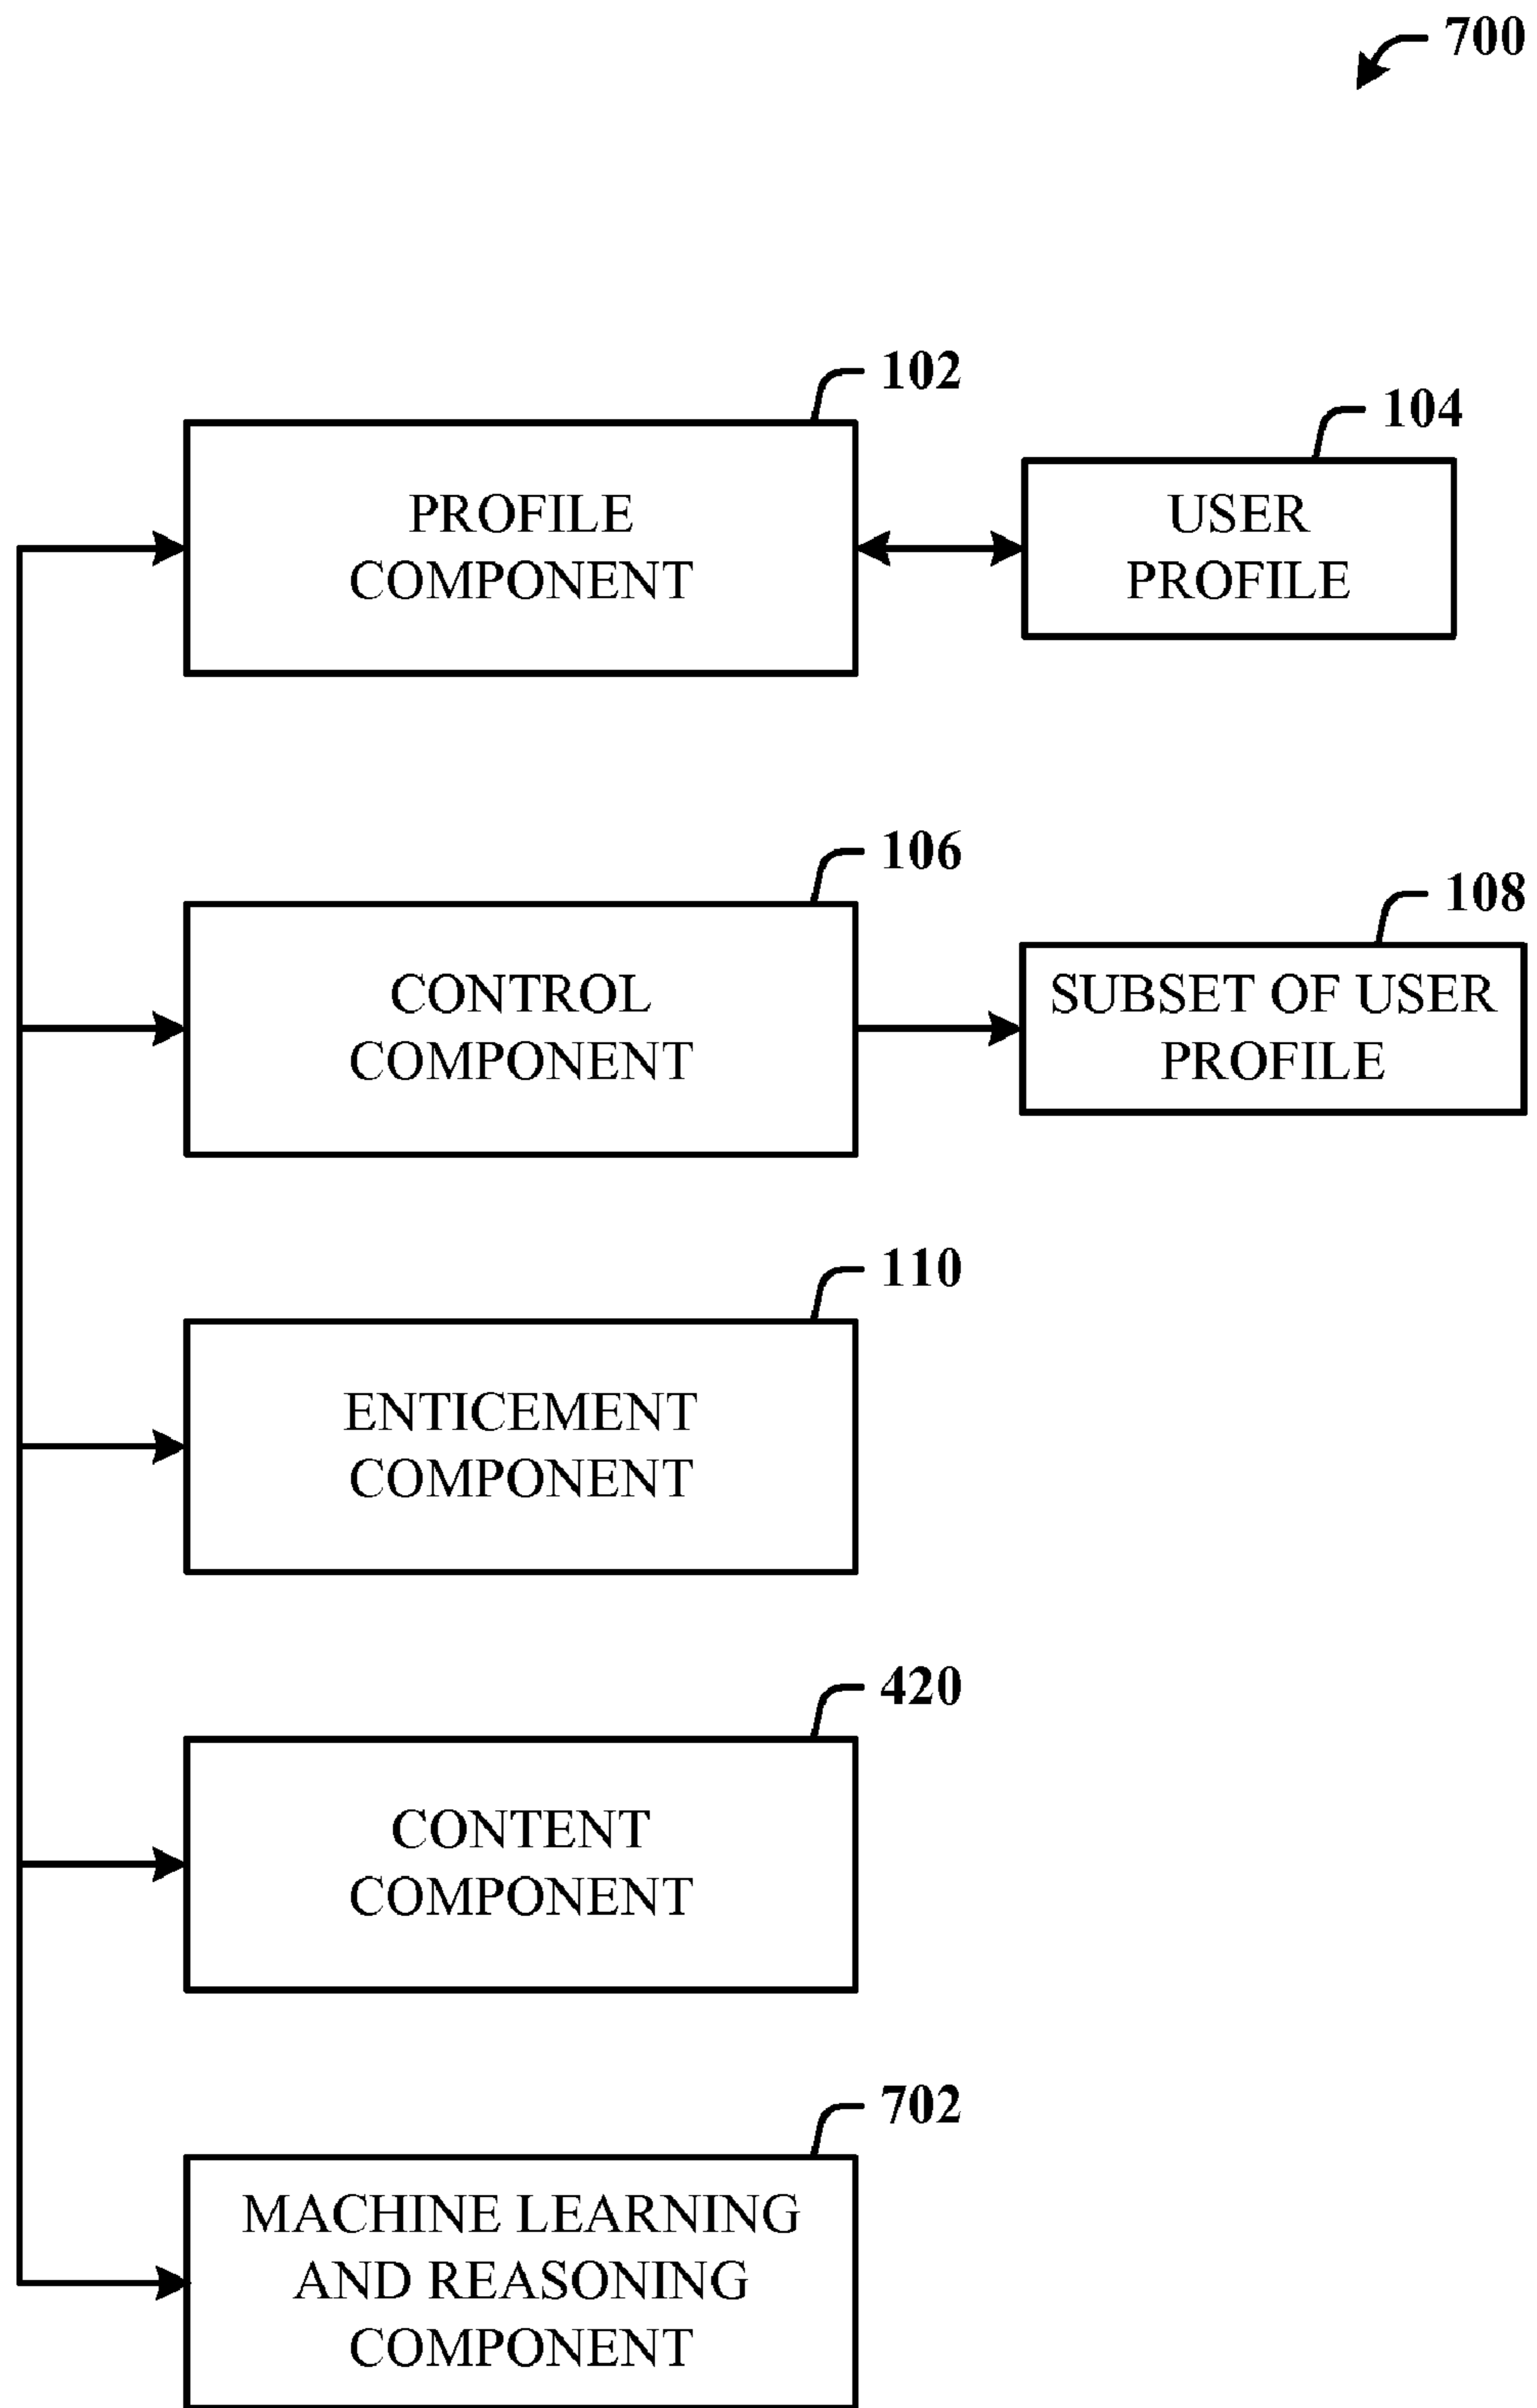 700
102
PROFILE
COMPONENT
104
USER
PROFILE
106
CONTROL
COMPONENT
108
SUBSET OF USER
PROFILE
110
ENTICEMENT
COMPONENT
420
CONTENT
COMPONENT
702
MACHINE LEARNING
AND REASONING
COMPONENT